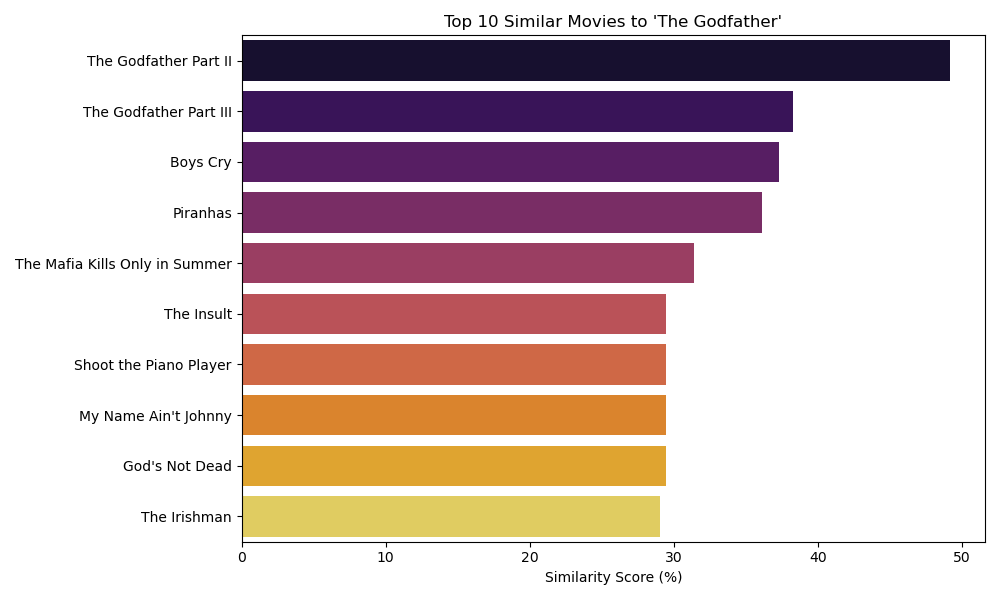 Top 10 Similar Movies to 'The Godfather'
The Godfather Part II
The Godfather Part III
Boys Cry
Piranhas
The Mafia Kills Only in Summer
The Insult
Shoot the Piano Player
My Name Ain't Johnny
God's Not Dead
The Irishman
0 10 20 30 40 50
Similarity Score (%)